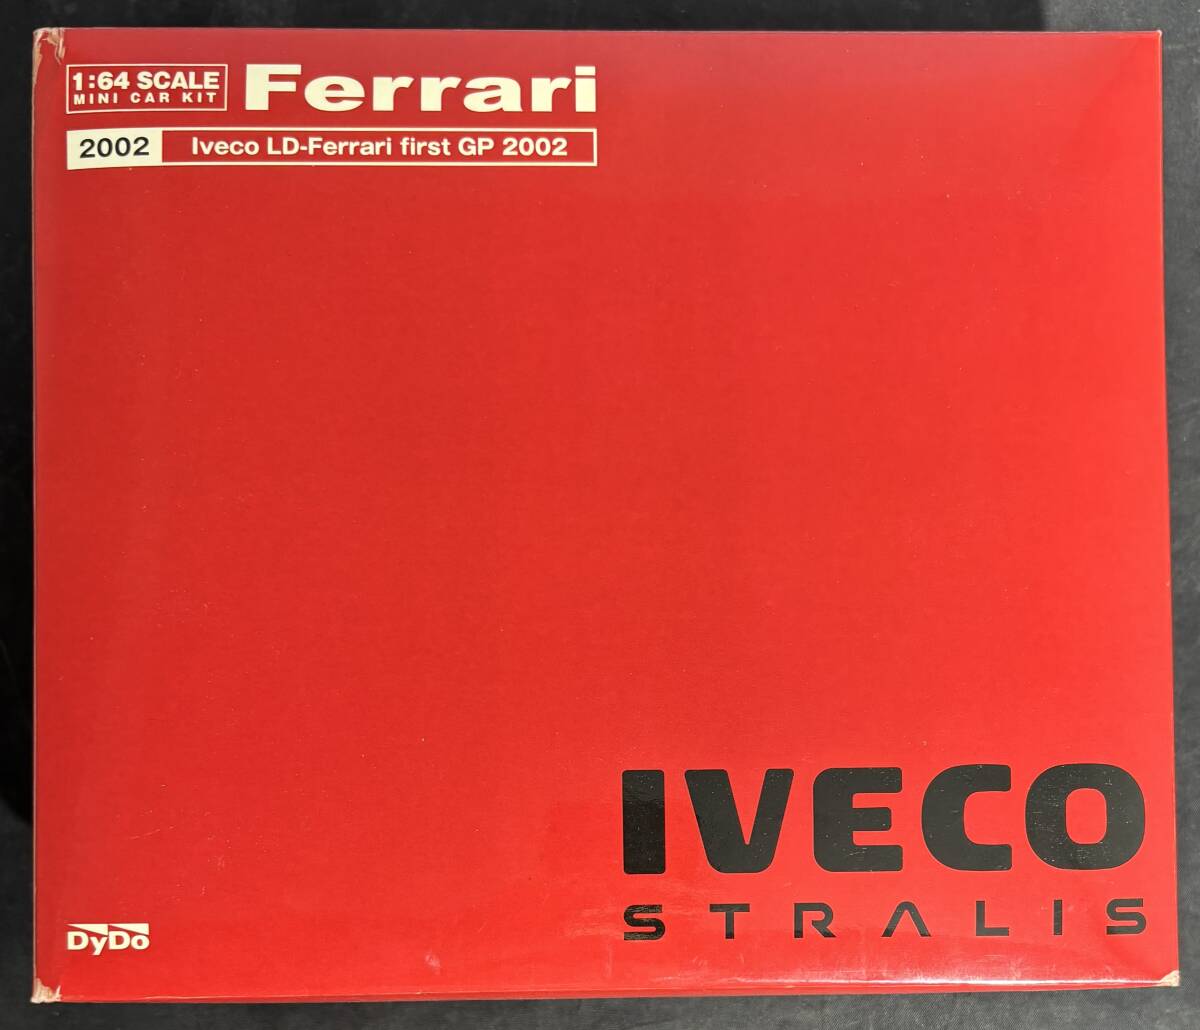 1:64 SCALE
MINI CAR KIT
Ferrari
2002 Iveco LD-Ferrari first GP 2002
IVECO
STRALIS
DyDo